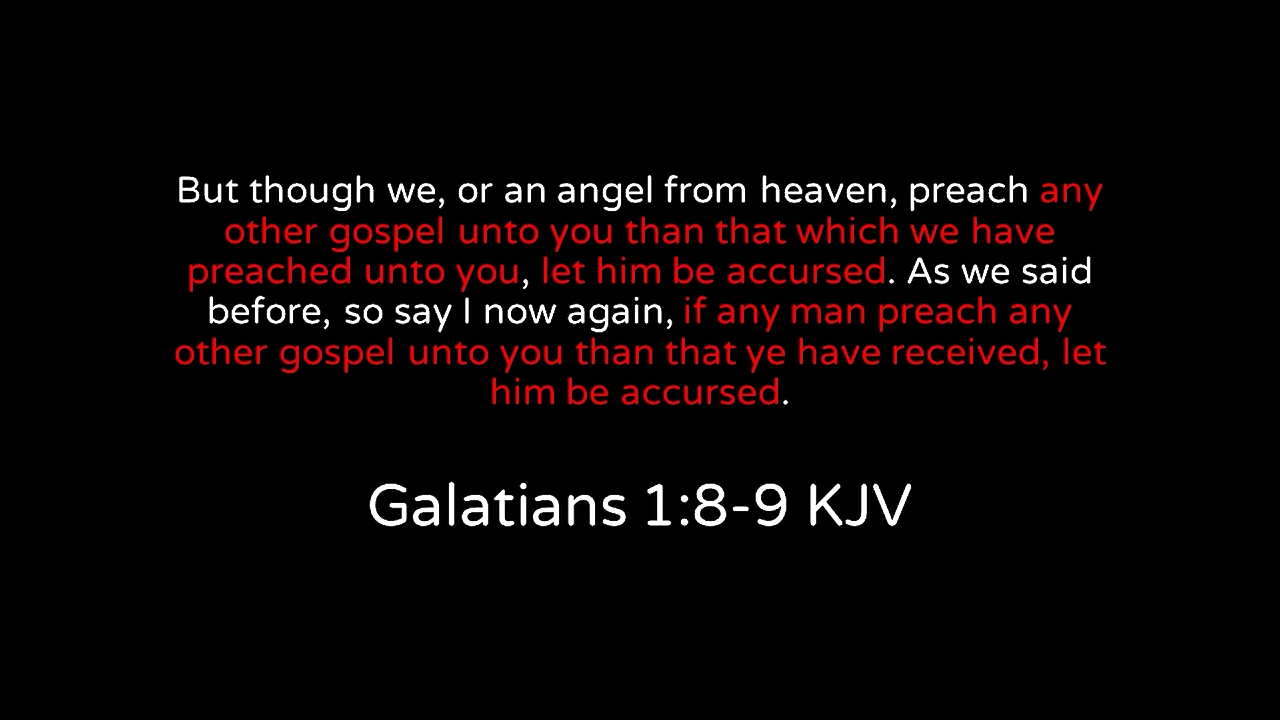 But though we, or an angel from heaven, preach any
other gospel unto you than that which we have
preached unto you, let him be accursed. As we said
before, so say I now again, if any man preach any
other gospel unto you than that ye have received, let
him be accursed.
Galatians 1:8-9 KJV